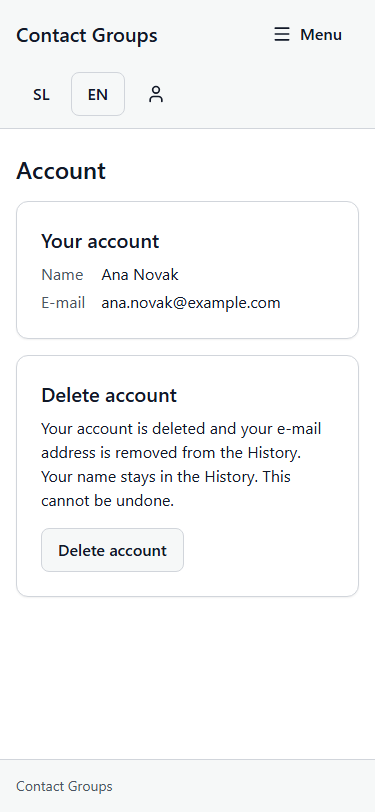 Contact Groups
Menu
SL
EN
Account
Your account
Name Ana Novak
E-mail ana.novak@example.com
Delete account
Your account is deleted and your e-mail
address is removed from the History.
Your name stays in the History. This
cannot be undone.
Delete account
Contact Groups